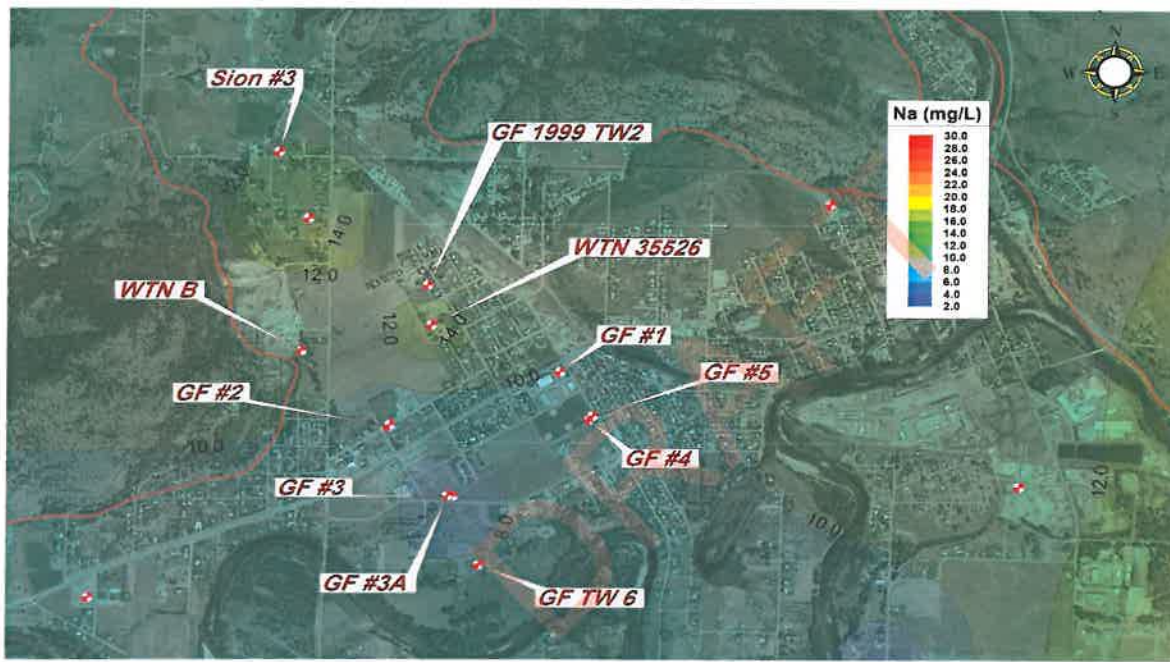 N
W
E
S
Sion #3
GF 1999 TW2
Na (mg/L)
30.0
28.0
26.0
24.0
22.0
20.0
18.0
16.0
14.0
12.0
10.0
8.0
6.0
4.0
2.0
14.0
12.0
WTN 35526
WTN B
12.0
14.0
GF #1
10.0
GF #5
GF #2
10.0
GF #4
GF #3
12.0
8.0
10.0
GF #3A
GF TW 6